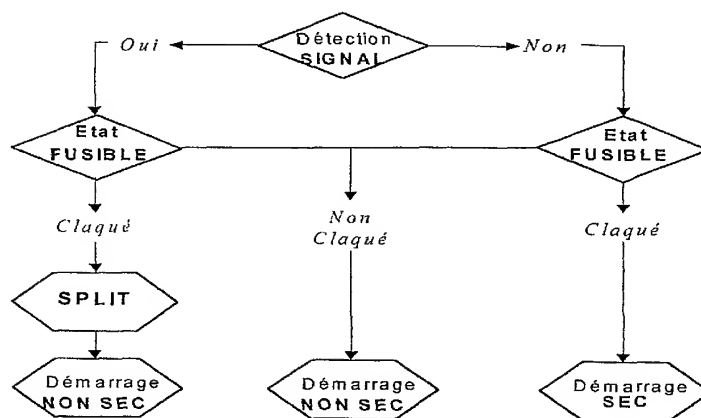 Détection
SIGNAL
Oui
Non
Etat
FUSIBLE
Etat
FUSIBLE
Claqué
Non
Claqué
Claqué
SPLIT
Démarrage
NON SEC
Démarrage
NON SEC
Démarrage
SEC